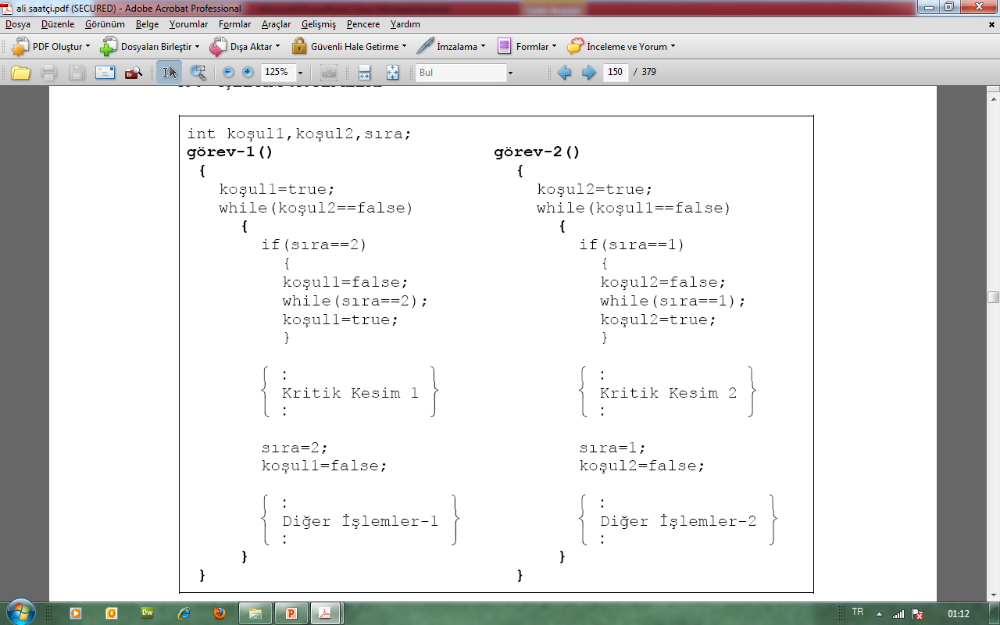 ali saatçi.pdf (SECURED) - Adobe Acrobat Professional
Dosya Düzenle Görünüm Belge Yorumlar Formlar Araçlar Gelişmiş Pencere Yardım
PDF Oluştur Dosyaları Birleştir Dışa Aktar Güvenli Hale Getirme İmzalama Formlar İnceleme ve Yorum
125% Bul 150 / 379
int koşul1,koşul2,sıra;
görev-1() görev-2()
{ {
koşul1=true; koşul2=true;
while(koşul2==false) while(koşul1==false)
{ {
if(sıra==2) if(sıra==1)
{ {
koşul1=false; koşul2=false;
while(sıra==2); while(sıra==1);
koşul1=true; koşul2=true;
} }
: :
Kritik Kesim 1 Kritik Kesim 2
: :
sıra=2; sıra=1;
koşul1=false; koşul2=false;
: :
Diğer İşlemler-1 Diğer İşlemler-2
: :
} }
} }
TR 01:12